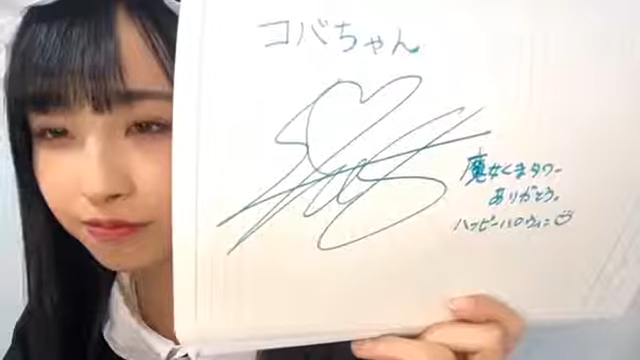 コバちゃん
魔女くまタワー
ありがとう。
ハッピーハロウィン